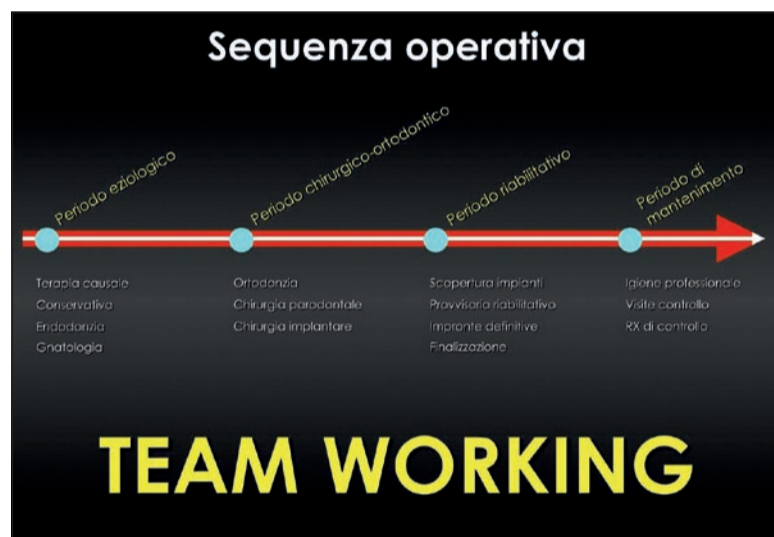 Sequenza operativa
Periodo eziologico
Periodo chirurgico-ortodontico
Periodo riabilitativo
Periodo di
mantenimento
Terapia causale
Conservativa
Endodonzia
Gnatologia
Ortodonzia
Chirurgia parodontale
Chirurgia implantare
Scopertura impianti
Provvisorio riabilitativo
Impronte definitive
Finalizzazione
Igiene professionale
Visite controllo
RX di controllo
TEAM WORKING